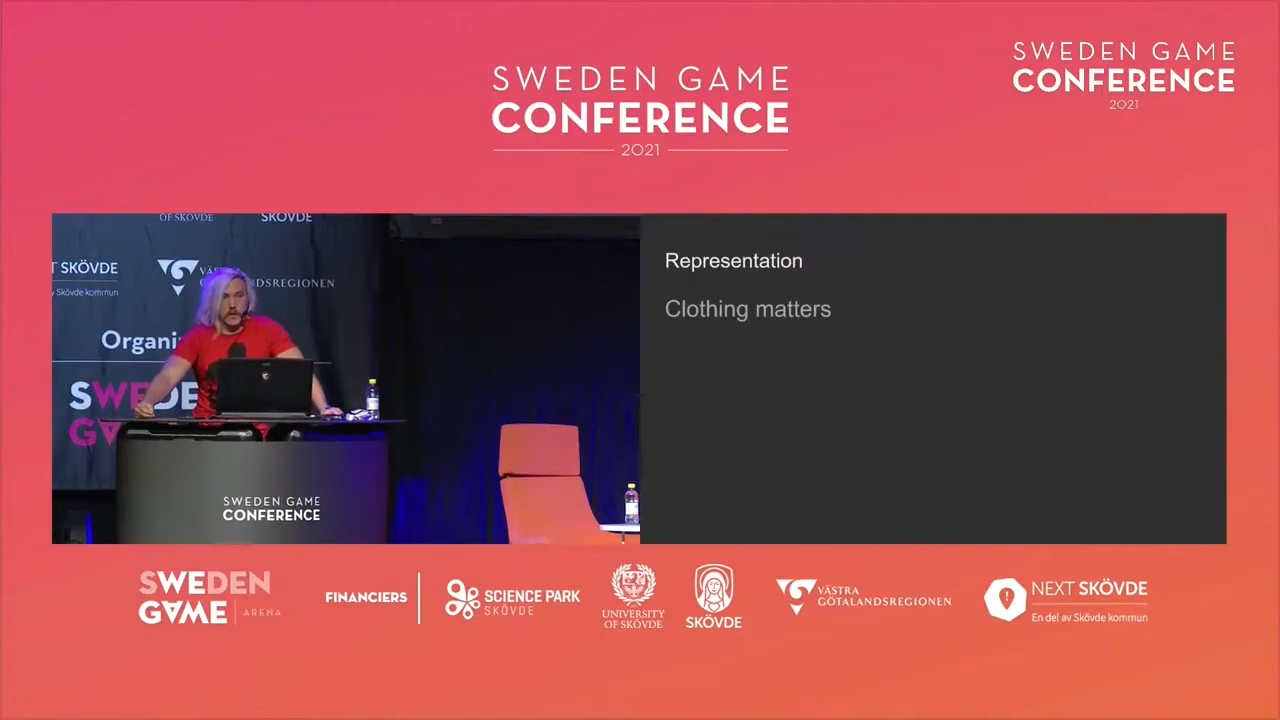 SWEDEN GAME
CONFERENCE
2021
SWEDEN GAME
CONFERENCE
2021
OF SKÖVDE
SKÖVDE
T SKÖVDE
Skövde kommun
DSREGIONEN
Organi
SWEDE
SWEDEN GAME
CONFERENCE
Representation
Clothing matters
SWEDEN
GAME
ARENA
FINANCIERS
SCIENCE PARK
SKÖVDE
UNIVERSITY
OF SKÖVDE
SKÖVDE
VÄSTRA
GÖTALANDSREGIONEN
NEXT SKÖVDE
En del av Skövde kommun